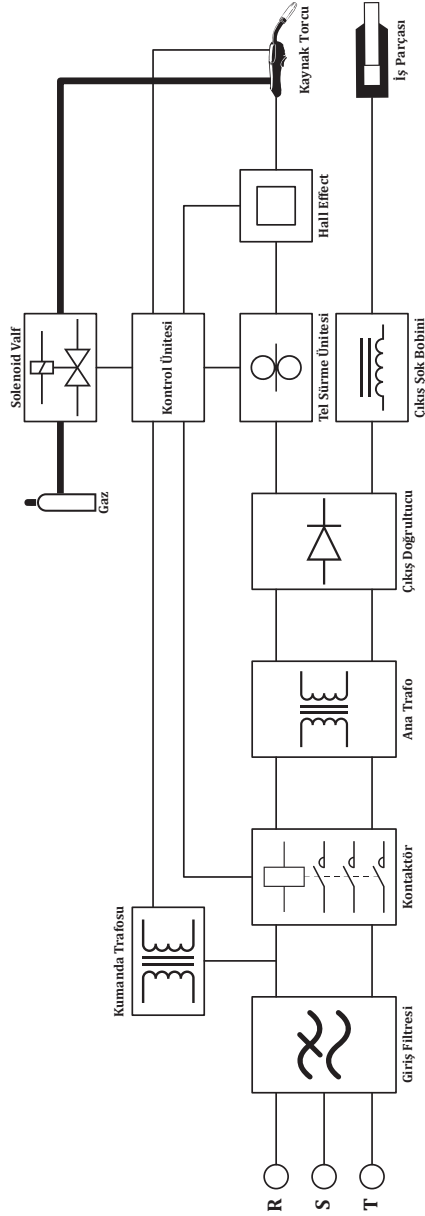 R
S
T
Giriş Filtresi
Kumanda Trafosu
Kontaktör
Ana Trafo
Çıkış Doğrultucu
Gaz
Solenoid Valf
Kontrol Ünitesi
Tel Sürme Ünitesi
Çıkış Şok Bobini
Hall Effect
Kaynak Torcu
İş Parçası